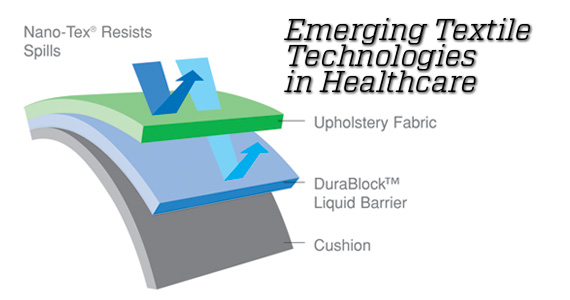 Nano-Tex® Resists
Spills
Emerging Textile
Technologies
in Healthcare
Upholstery Fabric
DuraBlock™
Liquid Barrier
Cushion